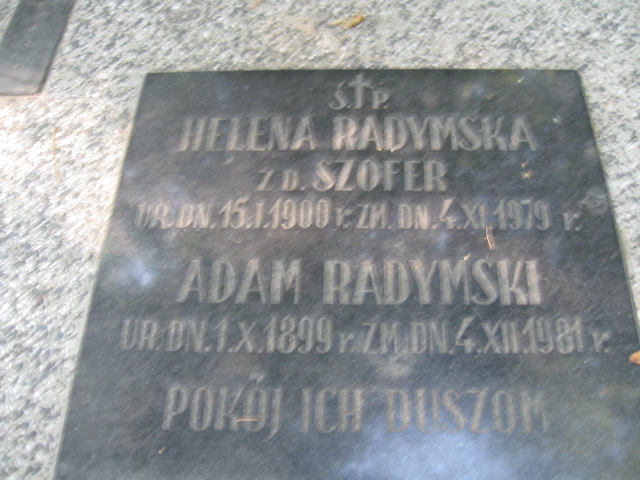 Ś.†P.
HELENA RADYMSKA
Z D. SZOFER
UR. DN. 15.I.1900 r. ZM. DN. 4.XI.1979 r.
ADAM RADYMSKI
UR. DN. 1.X.1899 r. ZM. DN. 4.XII.1981 r.
POKÓJ ICH DUSZOM